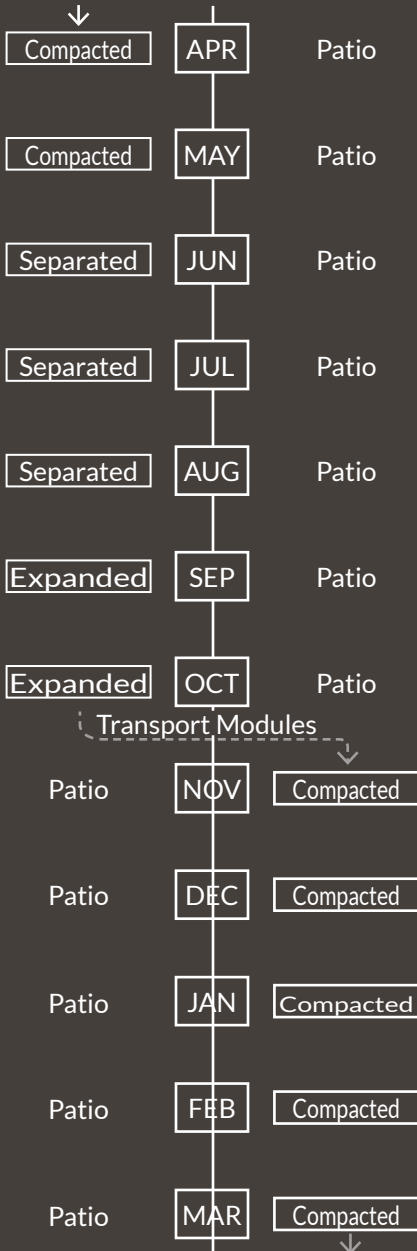 Compacted APR Patio
Compacted MAY Patio
Separated JUN Patio
Separated JUL Patio
Separated AUG Patio
Expanded SEP Patio
Expanded OCT Patio
Transport Modules
Patio NOV Compacted
Patio DEC Compacted
Patio JAN Compacted
Patio FEB Compacted
Patio MAR Compacted